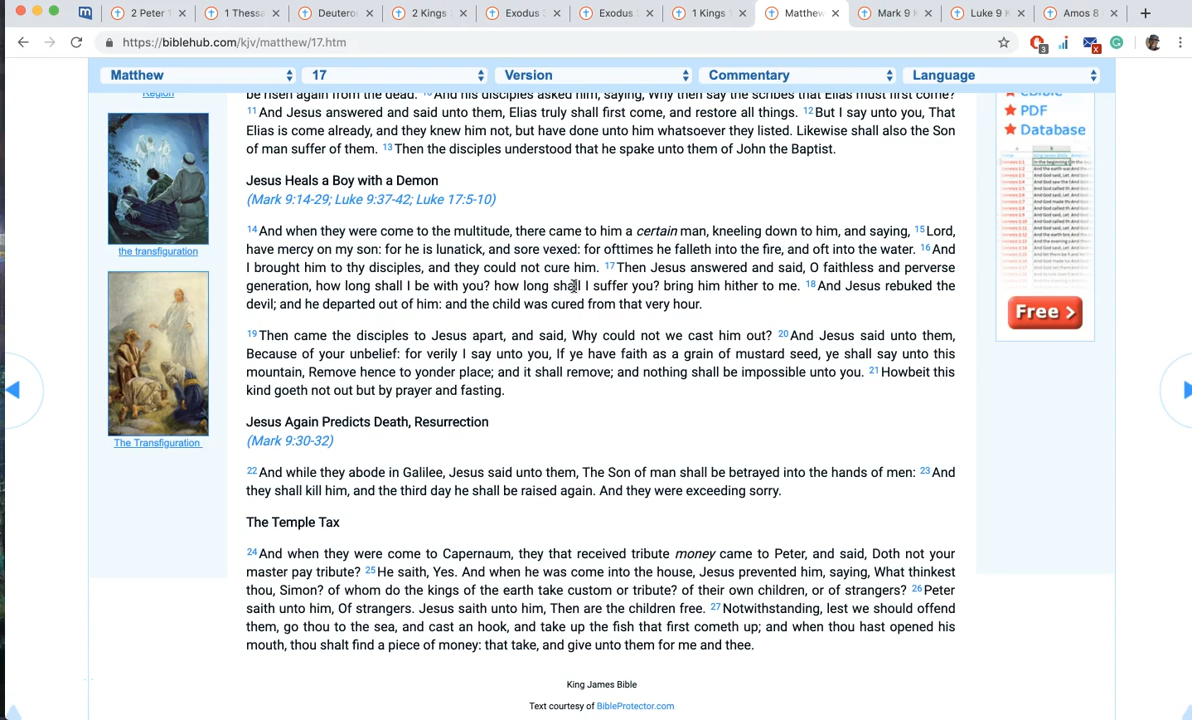 2 Peter 1
1 Thessa
Deutero
2 Kings
Exodus
Exodus
1 Kings
Matthew
Mark 9 K
Luke 9 K
Amos 8
https://biblehub.com/kjv/matthew/17.htm
3
x
Matthew 17 Version Commentary Language
Region
the transfiguration
The Transfiguration
be risen again from the dead. 10 And his disciples asked him, saying, Why then say the scribes that Elias must first come?
11 And Jesus answered and said unto them, Elias truly shall first come, and restore all things. 12 But I say unto you, That
Elias is come already, and they knew him not, but have done unto him whatsoever they listed. Likewise shall also the Son
of man suffer of them. 13 Then the disciples understood that he spake unto them of John the Baptist.
Jesus Heals a Boy with a Demon
(Mark 9:14-29; Luke 9:37-42; Luke 17:5-10)
14 And when they were come to the multitude, there came to him a certain man, kneeling down to him, and saying, 15 Lord,
have mercy on my son: for he is lunatick, and sore vexed: for ofttimes he falleth into the fire, and oft into the water. 16 And
I brought him to thy disciples, and they could not cure him. 17 Then Jesus answered and said, O faithless and perverse
generation, how long shall I be with you? how long shall I suffer you? bring him hither to me. 18 And Jesus rebuked the
devil; and he departed out of him: and the child was cured from that very hour.
19 Then came the disciples to Jesus apart, and said, Why could not we cast him out? 20 And Jesus said unto them,
Because of your unbelief: for verily I say unto you, If ye have faith as a grain of mustard seed, ye shall say unto this
mountain, Remove hence to yonder place; and it shall remove; and nothing shall be impossible unto you. 21 Howbeit this
kind goeth not out but by prayer and fasting.
Jesus Again Predicts Death, Resurrection
(Mark 9:30-32)
22 And while they abode in Galilee, Jesus said unto them, The Son of man shall be betrayed into the hands of men: 23 And
they shall kill him, and the third day he shall be raised again. And they were exceeding sorry.
The Temple Tax
24 And when they were come to Capernaum, they that received tribute money came to Peter, and said, Doth not your
master pay tribute? 25 He saith, Yes. And when he was come into the house, Jesus prevented him, saying, What thinkest
thou, Simon? of whom do the kings of the earth take custom or tribute? of their own children, or of strangers? 26 Peter
saith unto him, Of strangers. Jesus saith unto him, Then are the children free. 27 Notwithstanding, lest we should offend
them, go thou to the sea, and cast an hook, and take up the fish that first cometh up; and when thou hast opened his
mouth, thou shalt find a piece of money: that take, and give unto them for me and thee.
King James Bible
Text courtesy of BibleProtector.com
PDF
Database
Free >